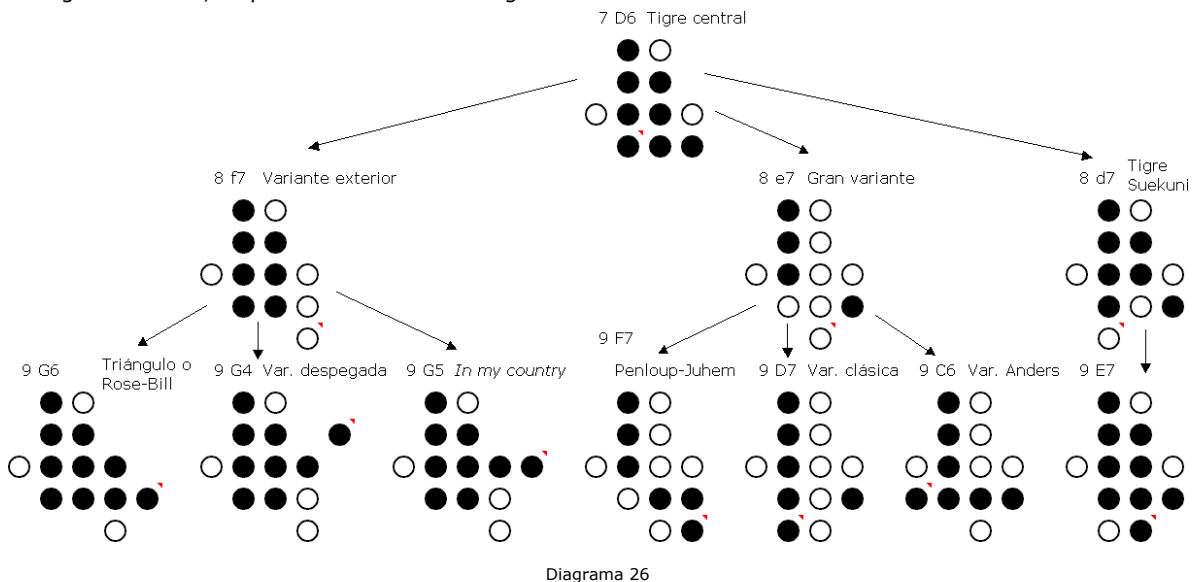 7 D6 Tigre central
8 f7 Variante exterior
8 e7 Gran variante
8 d7 Tigre
Suekuni
9 F7
9 G6 Triángulo o
Rose-Bill
9 G4 Var. despegada
9 G5 In my country
Penloup-Juhem
9 D7 Var. clásica
9 C6 Var. Anders
9 E7
Diagrama 26